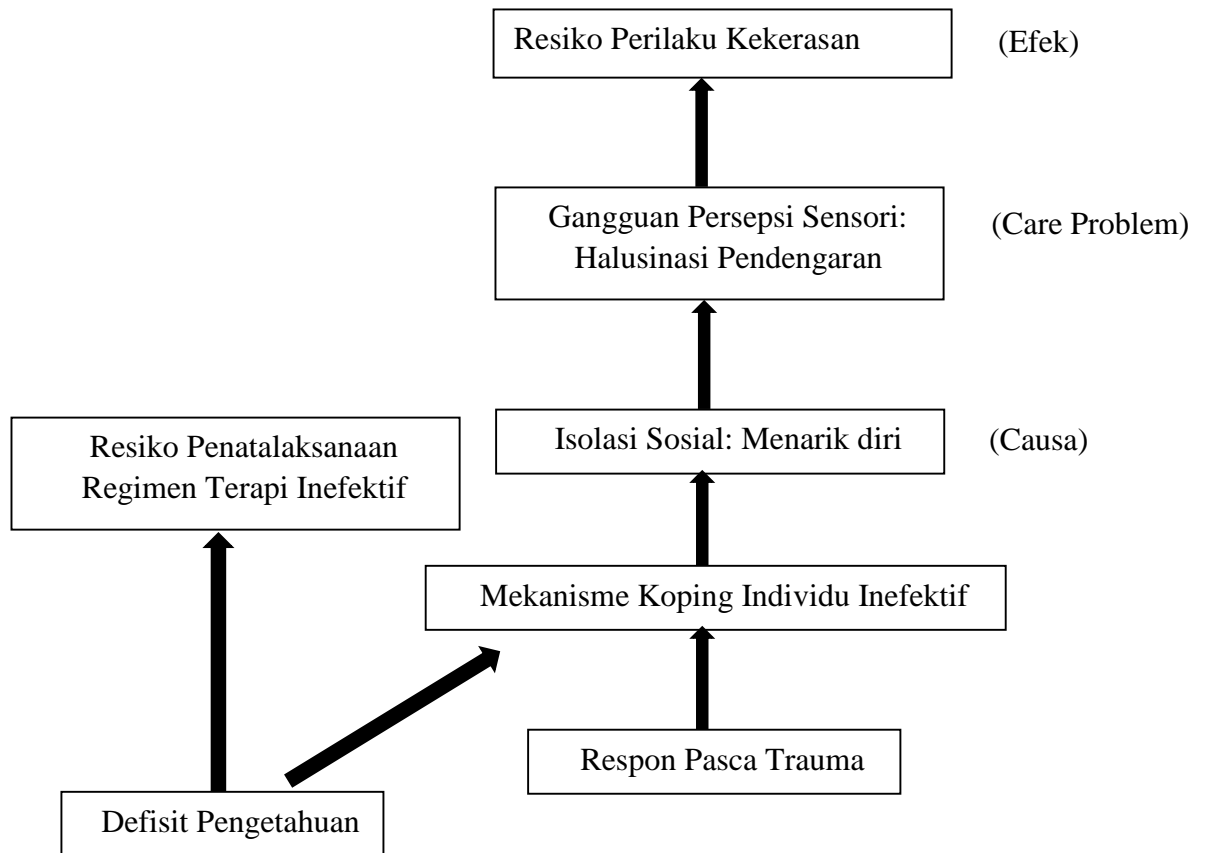 Resiko Perilaku Kekerasan
(Efek)
Gangguan Persepsi Sensori:
Halusinasi Pendengaran
(Care Problem)
Isolasi Sosial: Menarik diri
(Causa)
Resiko Penatalaksanaan
Regimen Terapi Inefektif
Mekanisme Koping Individu Inefektif
Respon Pasca Trauma
Defisit Pengetahuan